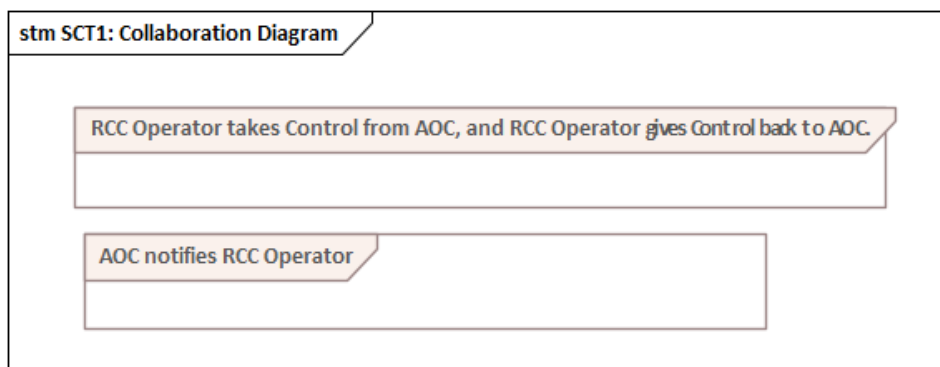 stm SCT1: Collaboration Diagram
RCC Operator takes Control from AOC, and RCC Operator gives Control back to AOC.
AOC notifies RCC Operator